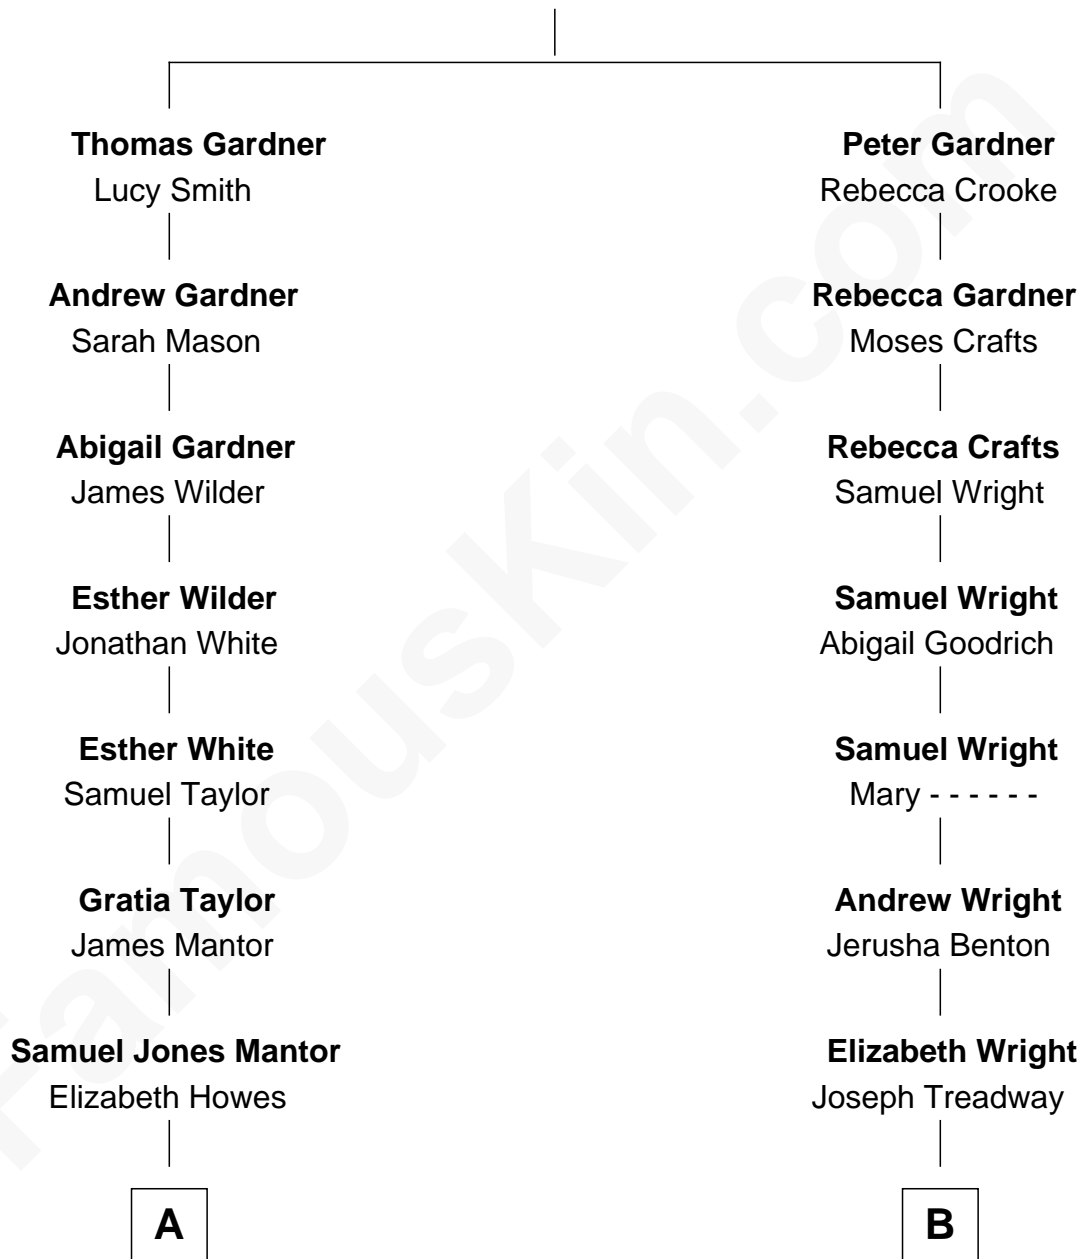 Thomas Gardner
Lucy Smith
Andrew Gardner
Sarah Mason
Abigail Gardner
James Wilder
Esther Wilder
Jonathan White
Esther White
Samuel Taylor
Gratia Taylor
James Mantor
Samuel Jones Mantor
Elizabeth Howes
A
Peter Gardner
Rebecca Crooke
Rebecca Gardner
Moses Crafts
Rebecca Crafts
Samuel Wright
Samuel Wright
Abigail Goodrich
Samuel Wright
Mary - - - - - -
Andrew Wright
Jerusha Benton
Elizabeth Wright
Joseph Treadway
B
FamousKin.com